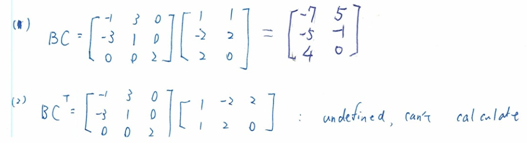 (1) BC = [-1 3 0; -3 1 0; 0 0 2] [1 1; -2 2; 2 0] = [-7 5; -5 -1; 4 0]
(2) BC^T = [-1 3 0; -3 1 0; 0 0 2] [1 -2 2; 1 2 0] : undefined, can't calculate